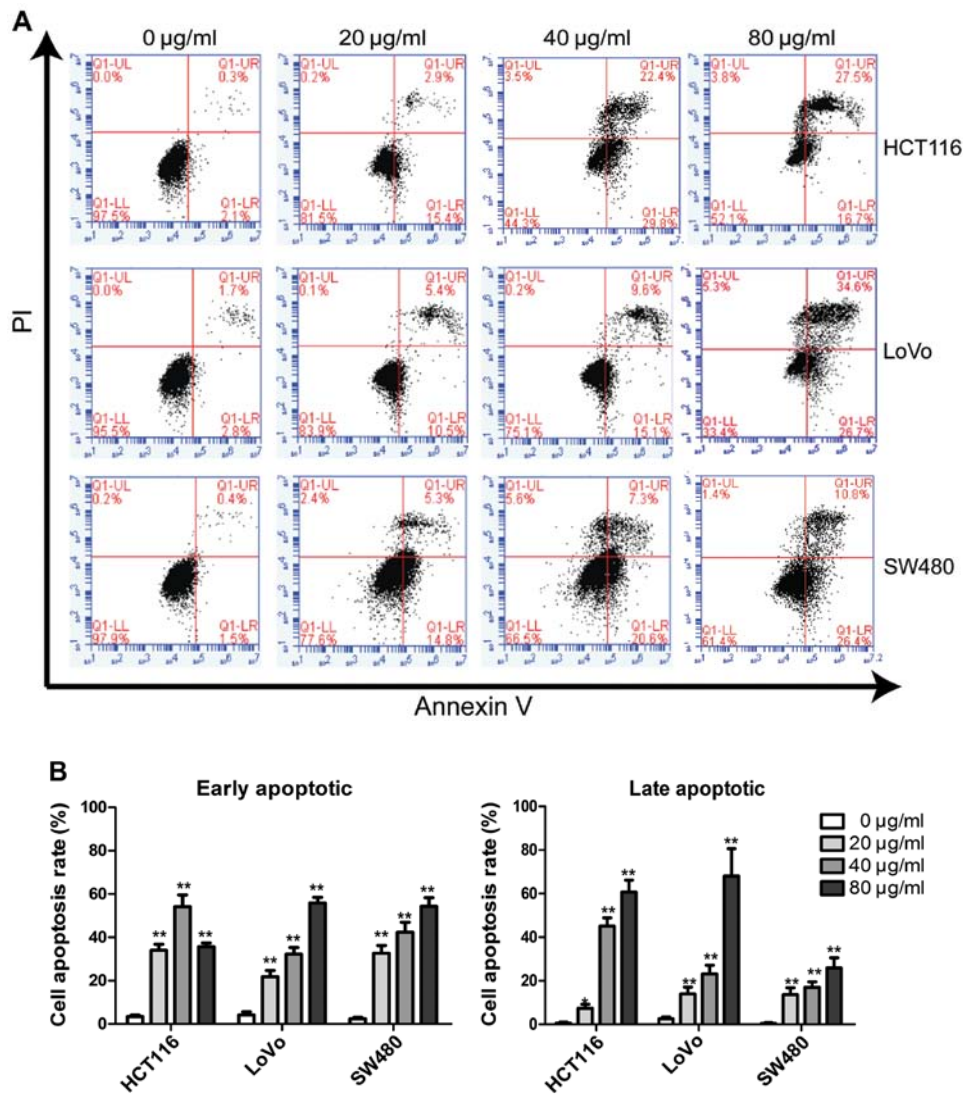 A
0 µg/ml 20 µg/ml 40 µg/ml 80 µg/ml
Q1-UL Q1-UR Q1-UL Q1-UR Q1-UL Q1-UR Q1-UL Q1-UR
0.0% 0.3% 0.2% 2.9% 3.5% 22.4% 3.8% 27.5%
HCT116
Q1-LL Q1-LR Q1-LL Q1-LR Q1-LL Q1-LR Q1-LL Q1-LR
97.5% 2.1% 81.5% 15.4% 44.3% 29.8% 52.1% 16.7%
Q1-UL Q1-UR Q1-UL Q1-UR Q1-UL Q1-UR Q1-UL Q1-UR
0.0% 1.7% 0.1% 5.4% 0.2% 9.6% 5.3% 34.6%
PI
LoVo
Q1-LL Q1-LR Q1-LL Q1-LR Q1-LL Q1-LR Q1-LL Q1-LR
95.5% 2.8% 83.9% 10.5% 75.1% 15.1% 33.4% 26.7%
Q1-UL Q1-UR Q1-UL Q1-UR Q1-UL Q1-UR Q1-UL Q1-UR
0.2% 0.4% 2.4% 5.3% 5.6% 7.3% 1.4% 10.8%
SW480
Q1-LL Q1-LR Q1-LL Q1-LR Q1-LL Q1-LR Q1-LL Q1-LR
97.9% 1.5% 77.6% 14.8% 66.5% 20.6% 61.4% 26.4%
Annexin V
B
Early apoptotic
Cell apoptosis rate (%)
100
80
60
40
20
0
** ** **
** ** **
** ** **
HCT116 LoVo SW480
Late apoptotic
Cell apoptosis rate (%)
100
80
60
40
20
0
* ** **
** ** **
** ** **
HCT116 LoVo SW480
0 µg/ml
20 µg/ml
40 µg/ml
80 µg/ml